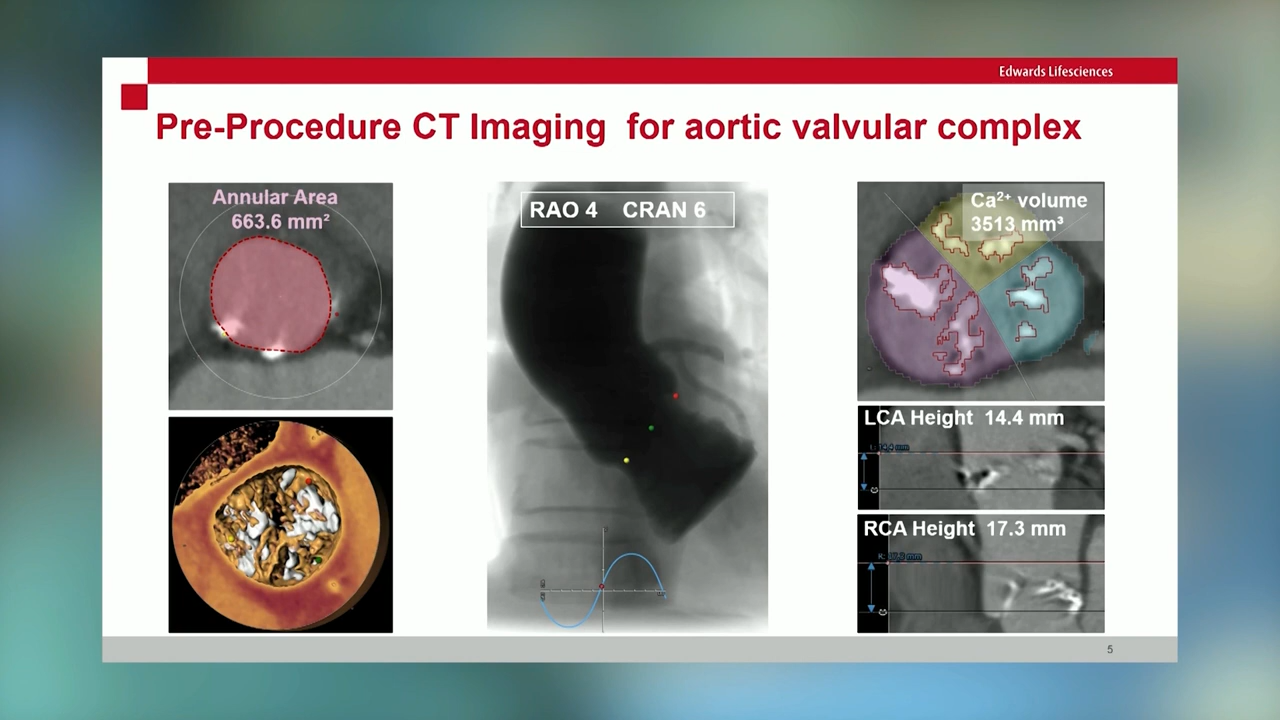 Edwards Lifesciences
Pre-Procedure CT Imaging for aortic valvular complex
Annular Area
663.6 mm²
RAO 4 CRAN 6
Ca²⁺ volume
3513 mm³
LCA Height 14.4 mm
RCA Height 17.3 mm
5